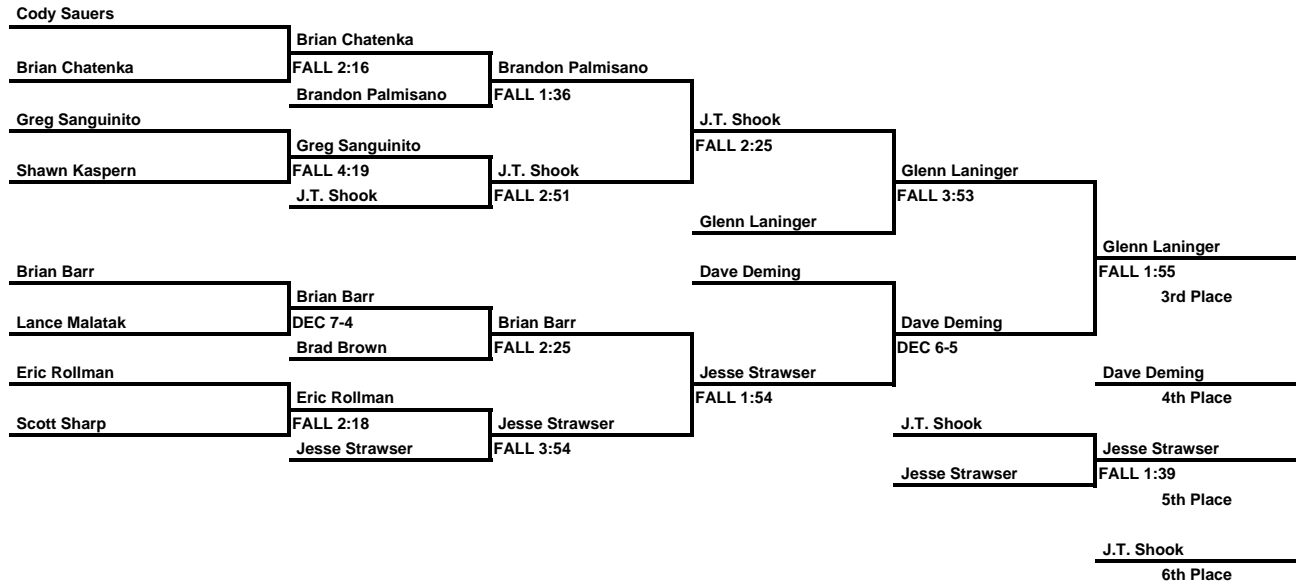 Cody Sauers
Brian Chatenka
Brian Chatenka
FALL 2:16
Brandon Palmisano
Brandon Palmisano
FALL 1:36
Greg Sanguinito
J.T. Shook
Greg Sanguinito
FALL 2:25
Shawn Kaspern
FALL 4:19
J.T. Shook
Glenn Laninger
J.T. Shook
FALL 2:51
FALL 3:53
Glenn Laninger
Glenn Laninger
Brian Barr
Dave Deming
FALL 1:55
Brian Barr
3rd Place
Lance Malatak
DEC 7-4
Brian Barr
Dave Deming
Brad Brown
FALL 2:25
DEC 6-5
Eric Rollman
Jesse Strawser
Dave Deming
Eric Rollman
FALL 1:54
4th Place
Scott Sharp
FALL 2:18
Jesse Strawser
J.T. Shook
Jesse Strawser
FALL 3:54
Jesse Strawser
Jesse Strawser
FALL 1:39
5th Place
J.T. Shook
6th Place